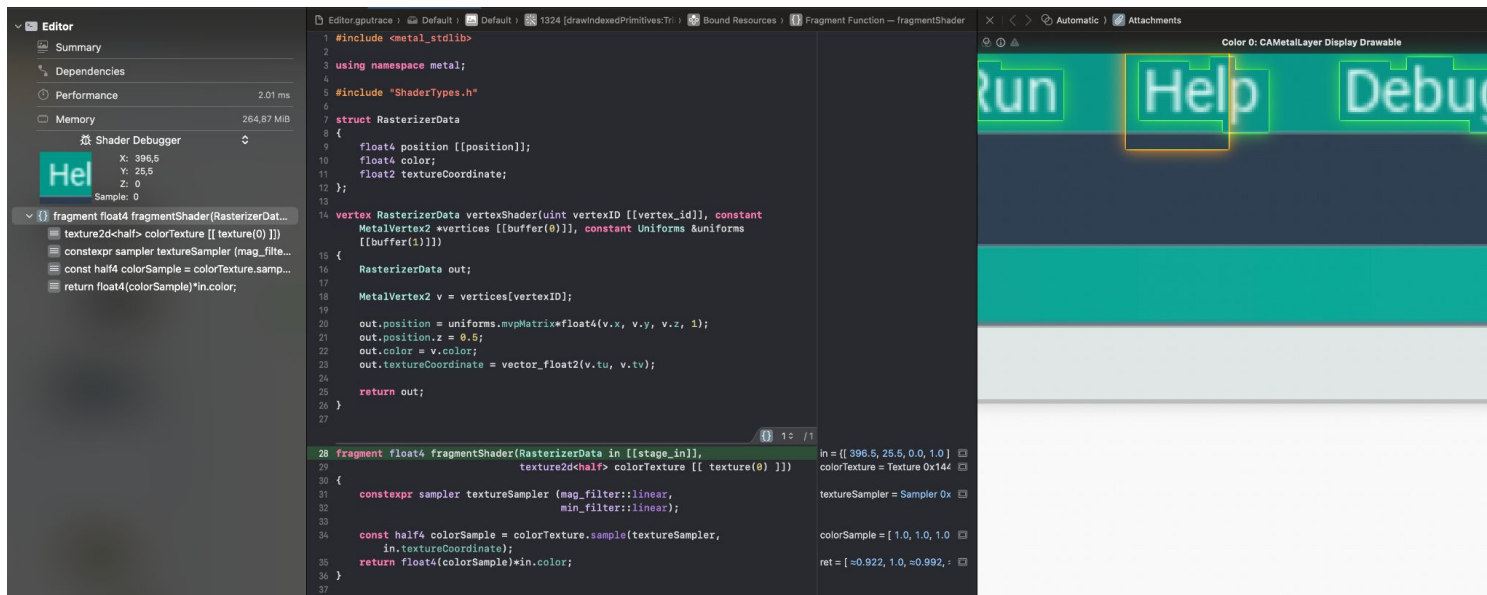 Editor
Summary
Dependencies
Performance 2.01 ms
Memory 264,87 MiB
Shader Debugger
Hel
X: 396,5
Y: 25,5
Z: 0
Sample: 0
{} fragment float4 fragmentShader(RasterizerDat...
texture2d<half> colorTexture [[ texture(0) ]])
constexpr sampler textureSampler (mag_filte...
const half4 colorSample = colorTexture.samp...
return float4(colorSample)*in.color;
Editor.gputrace 〉 Default 〉 Default 〉 1324 [drawIndexedPrimitives:Tri 〉 Bound Resources 〉 {} Fragment Function — fragmentShader
1 #include <metal_stdlib>
2
3 using namespace metal;
4
5 #include "ShaderTypes.h"
6
7 struct RasterizerData
8 {
9     float4 position [[position]];
10     float4 color;
11     float2 textureCoordinate;
12 };
13
14 vertex RasterizerData vertexShader(uint vertexID [[vertex_id]], constant
MetalVertex2 *vertices [[buffer(0)]], constant Uniforms &uniforms
[[buffer(1)]])
15 {
16     RasterizerData out;
17
18     MetalVertex2 v = vertices[vertexID];
19
20     out.position = uniforms.mvpMatrix*float4(v.x, v.y, v.z, 1);
21     out.position.z = 0.5;
22     out.color = v.color;
23     out.textureCoordinate = vector_float2(v.tu, v.tv);
24
25     return out;
26 }
27
{} 1 /1
28 fragment float4 fragmentShader(RasterizerData in [[stage_in]], in = {[ 396.5, 25.5, 0.0, 1.0 ]
29 texture2d<half> colorTexture [[ texture(0) ]]) colorTexture = Texture 0x144
30 {
31     constexpr sampler textureSampler (mag_filter::linear, textureSampler = Sampler 0x
32 min_filter::linear);
33
34     const half4 colorSample = colorTexture.sample(textureSampler, colorSample = [ 1.0, 1.0, 1.0
in.textureCoordinate);
35     return float4(colorSample)*in.color; ret = [ ≈0.922, 1.0, ≈0.992, ≈
36 }
37
Automatic 〉 Attachments
Color 0: CAMetalLayer Display Drawable
Run Help Debug